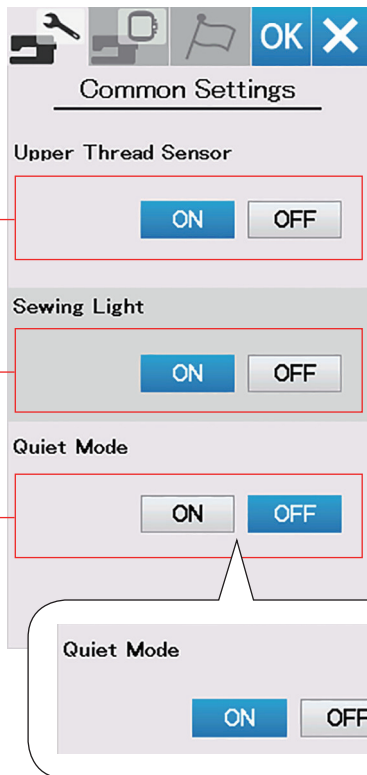 OK
Common Settings
Upper Thread Sensor
ON OFF
Sewing Light
ON OFF
Quiet Mode
ON OFF
Quiet Mode
ON OFF